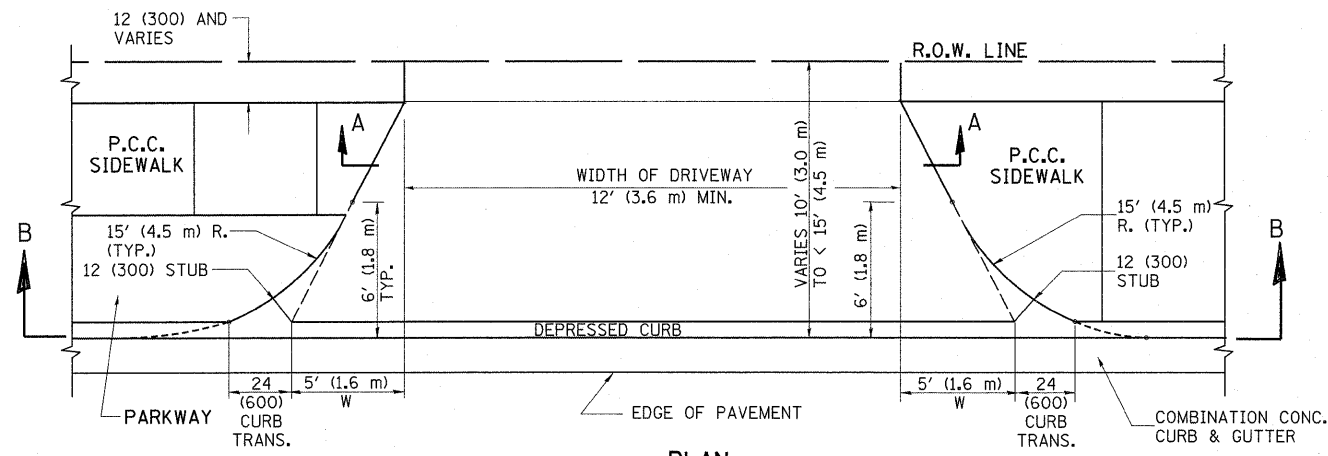 12 (300) AND
VARIES
R.O.W. LINE
A
A
P.C.C.
SIDEWALK
WIDTH OF DRIVEWAY
12' (3.6 m) MIN.
VARIES 10' (3.0 m)
TO < 15' (4.5 m)
P.C.C.
SIDEWALK
B
15' (4.5 m) R.
(TYP.)
12 (300) STUB
6' (1.8 m)
TYP.
6' (1.8 m)
15' (4.5 m)
R. (TYP.)
12 (300)
STUB
B
DEPRESSED CURB
PARKWAY
24
(600)
CURB
TRANS.
5' (1.6 m)
W
EDGE OF PAVEMENT
5' (1.6 m)
W
24
(600)
CURB
TRANS.
COMBINATION CONC.
CURB & GUTTER
PLAN